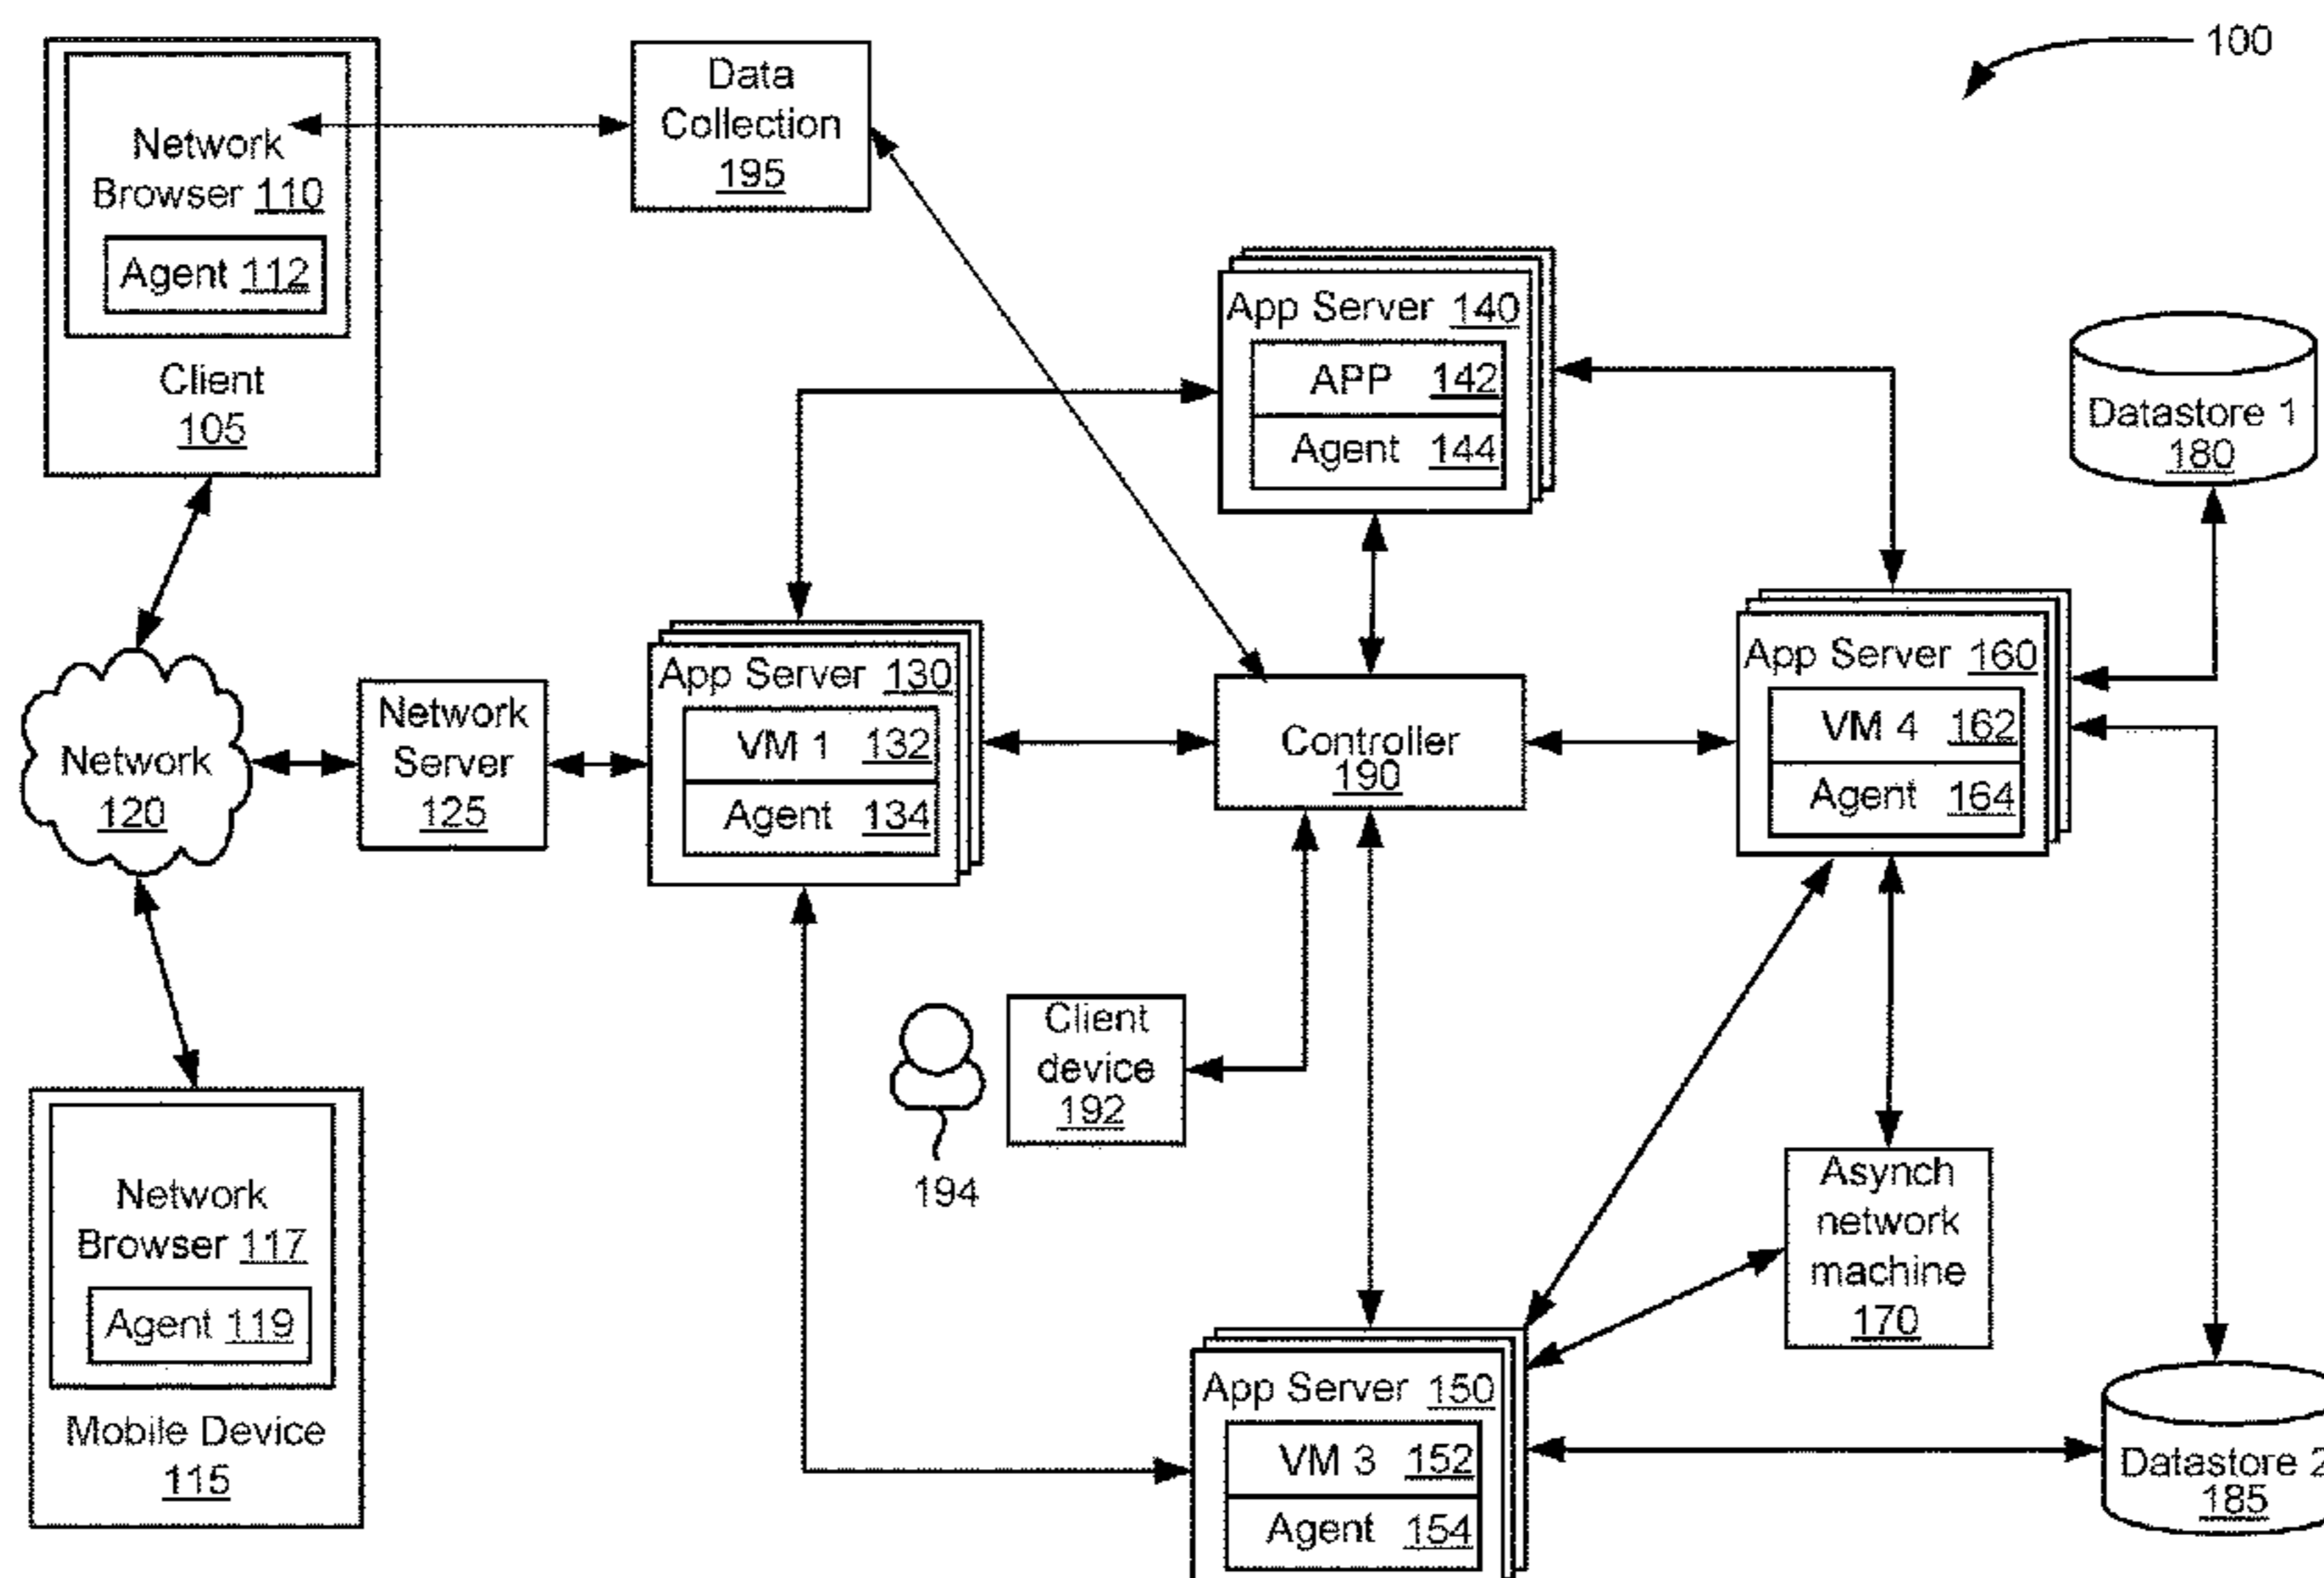 100
Network
Browser 110
Agent 112
Client
105
Data
Collection
195
App Server 140
APP 142
Agent 144
Datastore 1
180
Network
120
Network
Server
125
App Server 130
VM 1 132
Agent 134
Controller
190
App Server 160
VM 4 162
Agent 164
194
Client
device
192
Asynch
network
machine
170
Network
Browser 117
Agent 119
Mobile Device
115
App Server 150
VM 3 152
Agent 154
Datastore 2
185